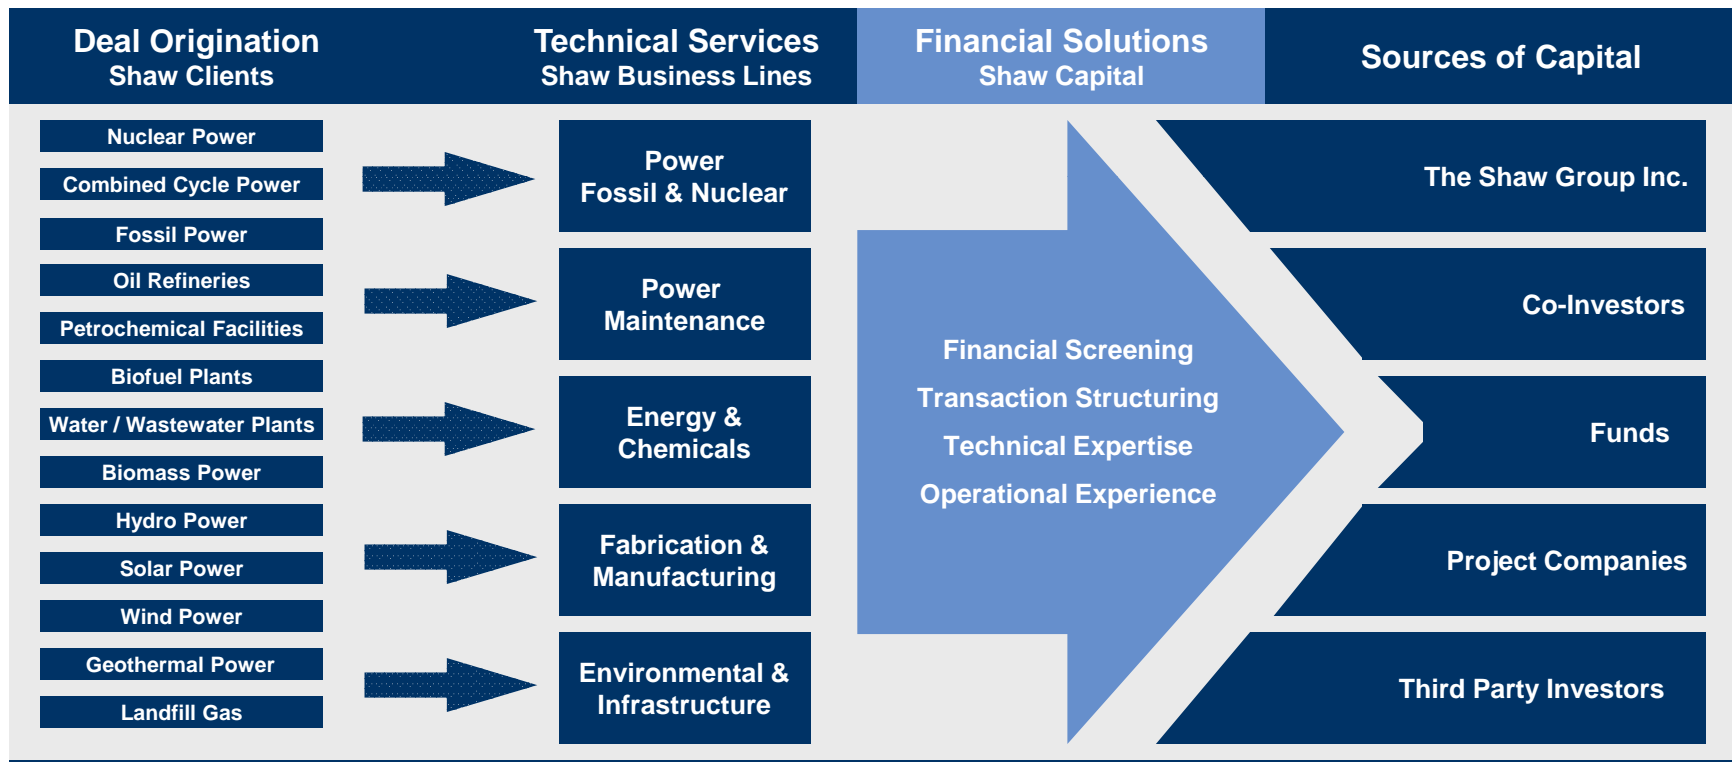 Deal Origination
Shaw Clients
Technical Services
Shaw Business Lines
Financial Solutions
Shaw Capital
Sources of Capital
Nuclear Power
Combined Cycle Power
Fossil Power
Oil Refineries
Petrochemical Facilities
Biofuel Plants
Water / Wastewater Plants
Biomass Power
Hydro Power
Solar Power
Wind Power
Geothermal Power
Landfill Gas
Power
Fossil & Nuclear
Power
Maintenance
Energy &
Chemicals
Fabrication &
Manufacturing
Environmental &
Infrastructure
Financial Screening
Transaction Structuring
Technical Expertise
Operational Experience
The Shaw Group Inc.
Co-Investors
Funds
Project Companies
Third Party Investors